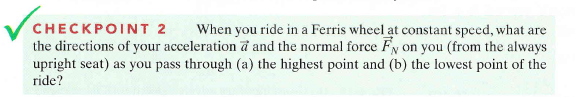 CHECKPOINT 2 When you ride in a Ferris wheel at constant speed, what are
the directions of your acceleration a⃗ and the normal force F⃗N on you (from the always
upright seat) as you pass through (a) the highest point and (b) the lowest point of the
ride?